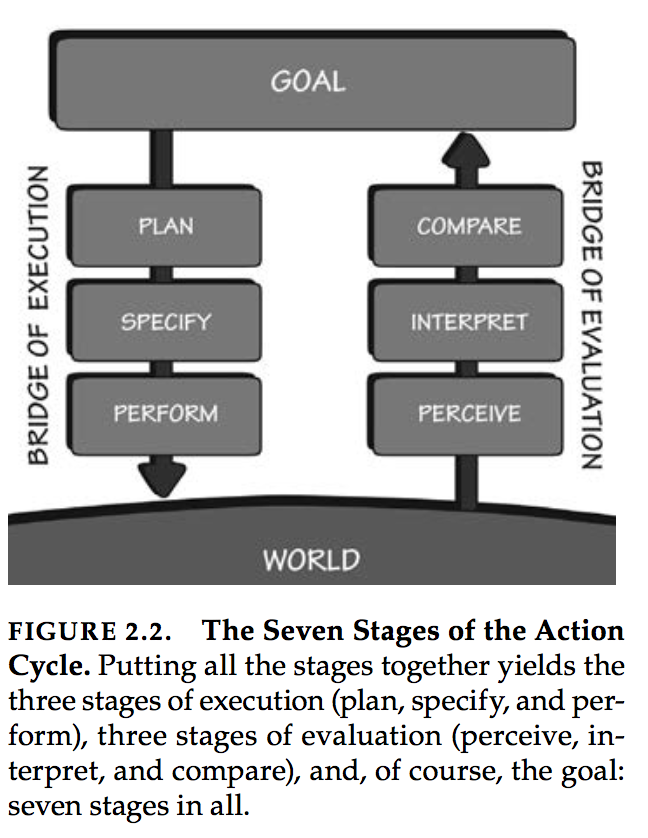 GOAL
BRIDGE OF EXECUTION
PLAN
SPECIFY
PERFORM
COMPARE
INTERPRET
PERCEIVE
BRIDGE OF EVALUATION
WORLD
FIGURE 2.2. The Seven Stages of the Action
Cycle. Putting all the stages together yields the
three stages of execution (plan, specify, and per-
form), three stages of evaluation (perceive, in-
terpret, and compare), and, of course, the goal:
seven stages in all.